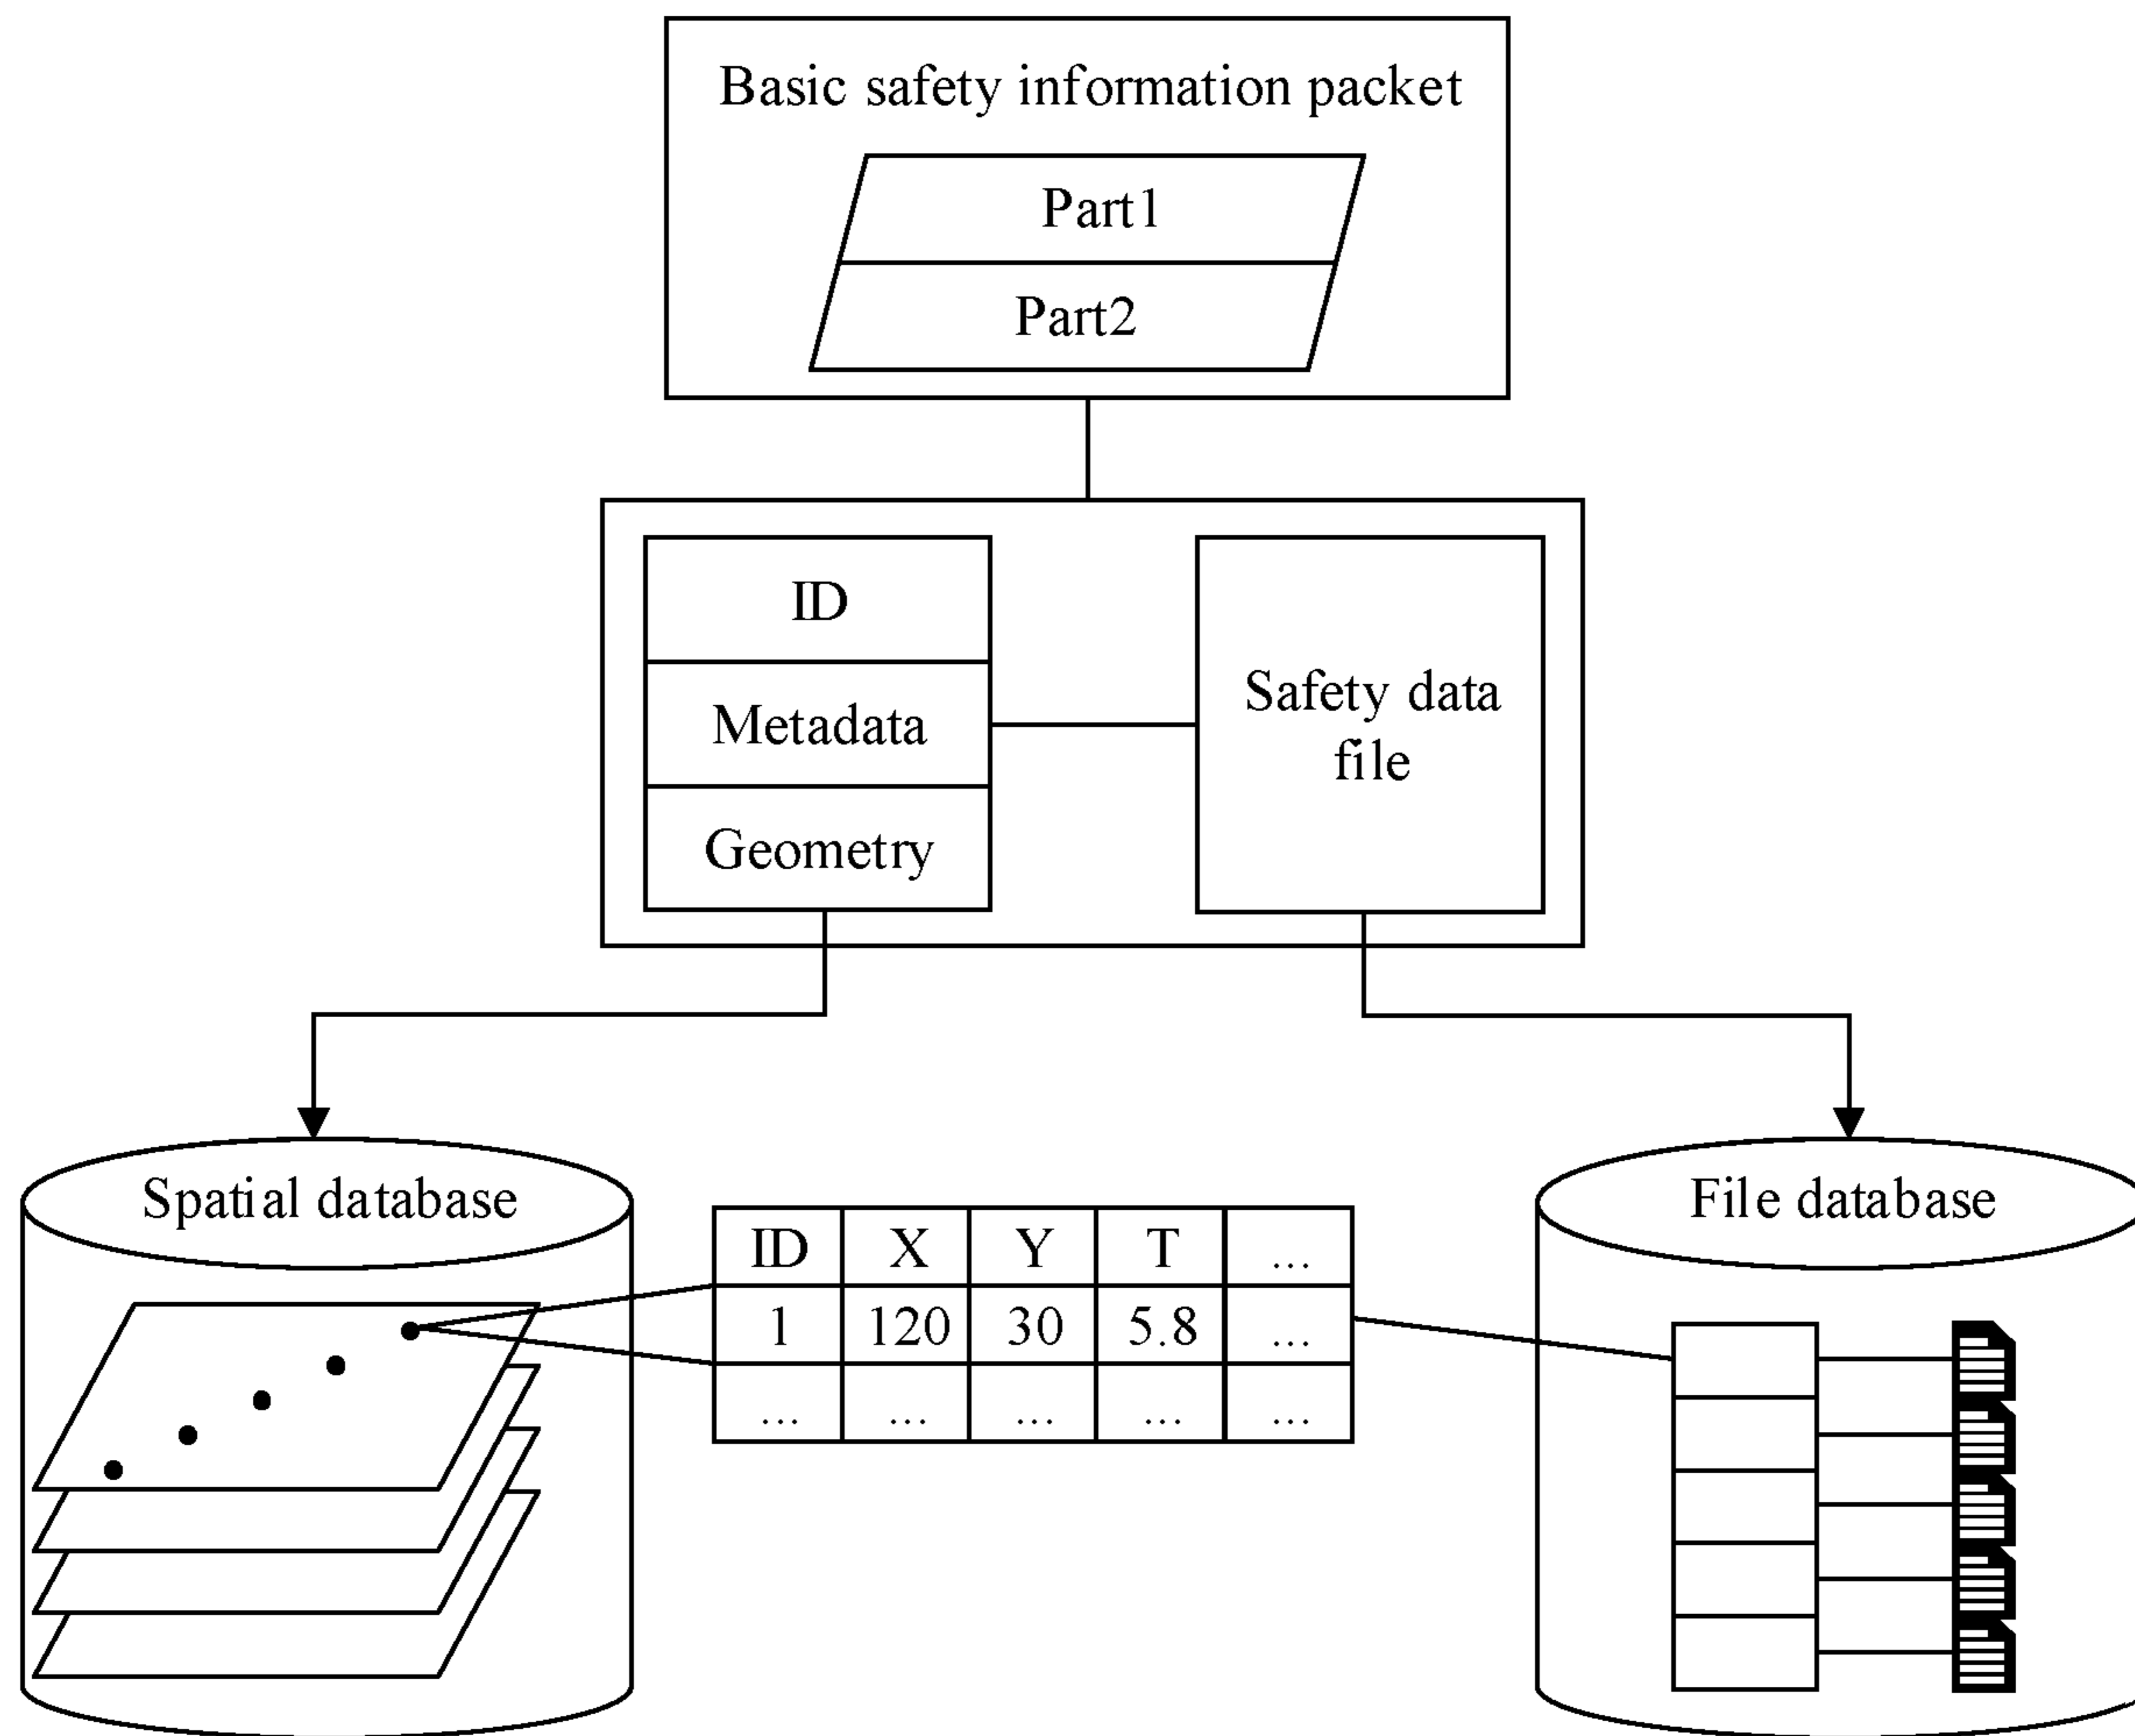 Basic safety information packet
Part1
Part2
ID
Metadata
Geometry
Safety data
file
Spatial database
File database
ID X Y T ...
1 120 30 5.8 ...
... ... ... ... ...